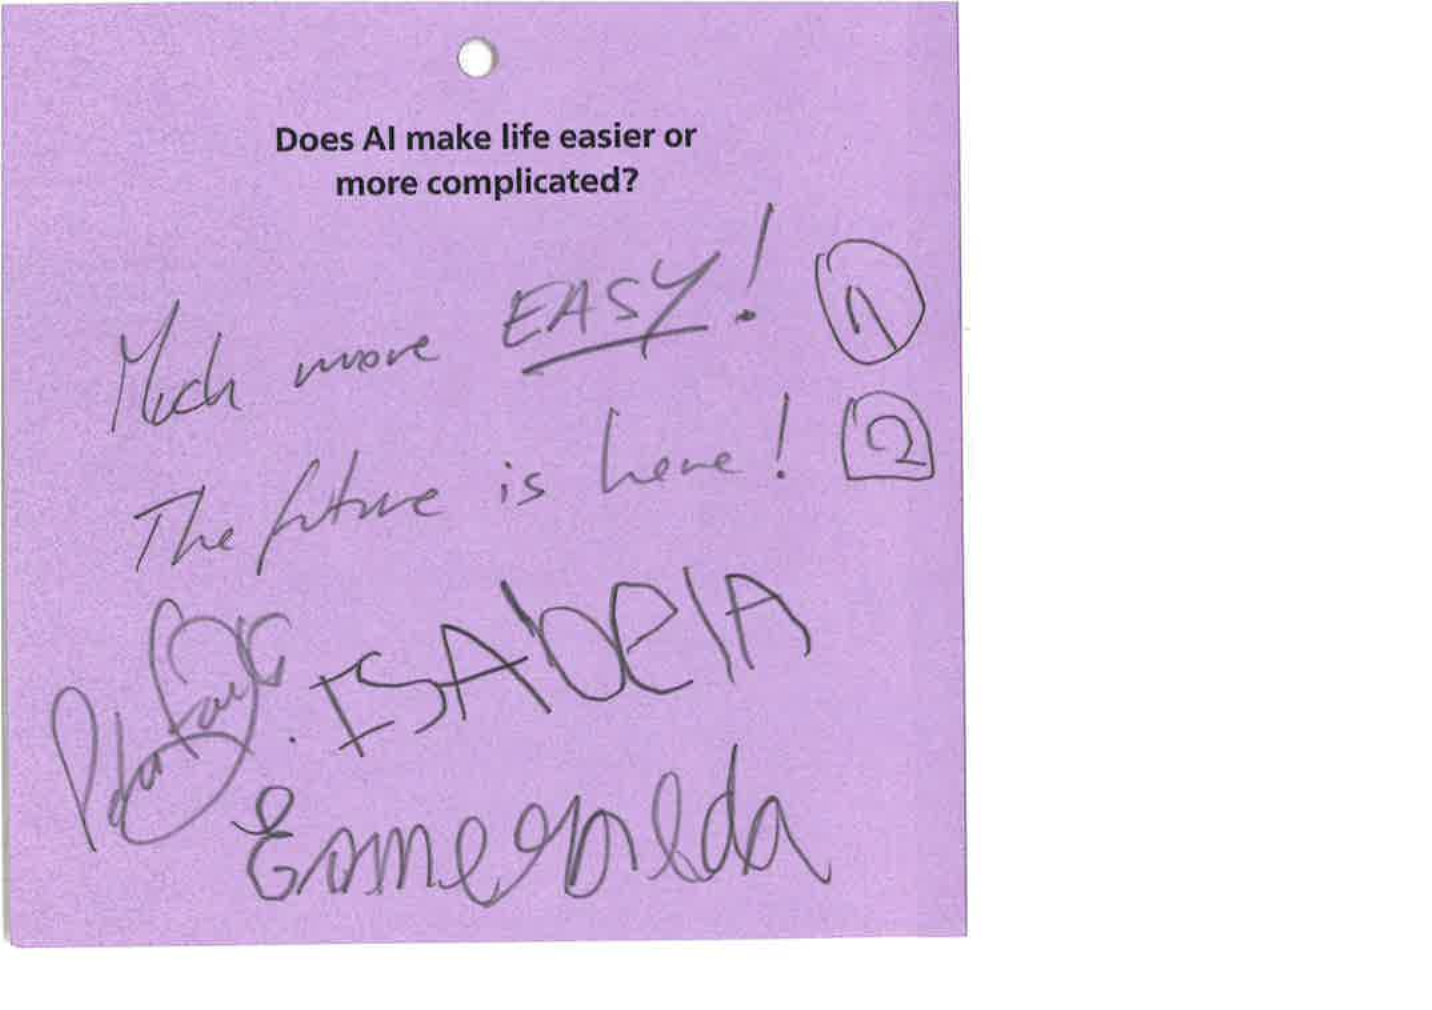 Does AI make life easier or
more complicated?
Much more EASY! 1
The future is here! 2
ISAbelA
Esmeralda